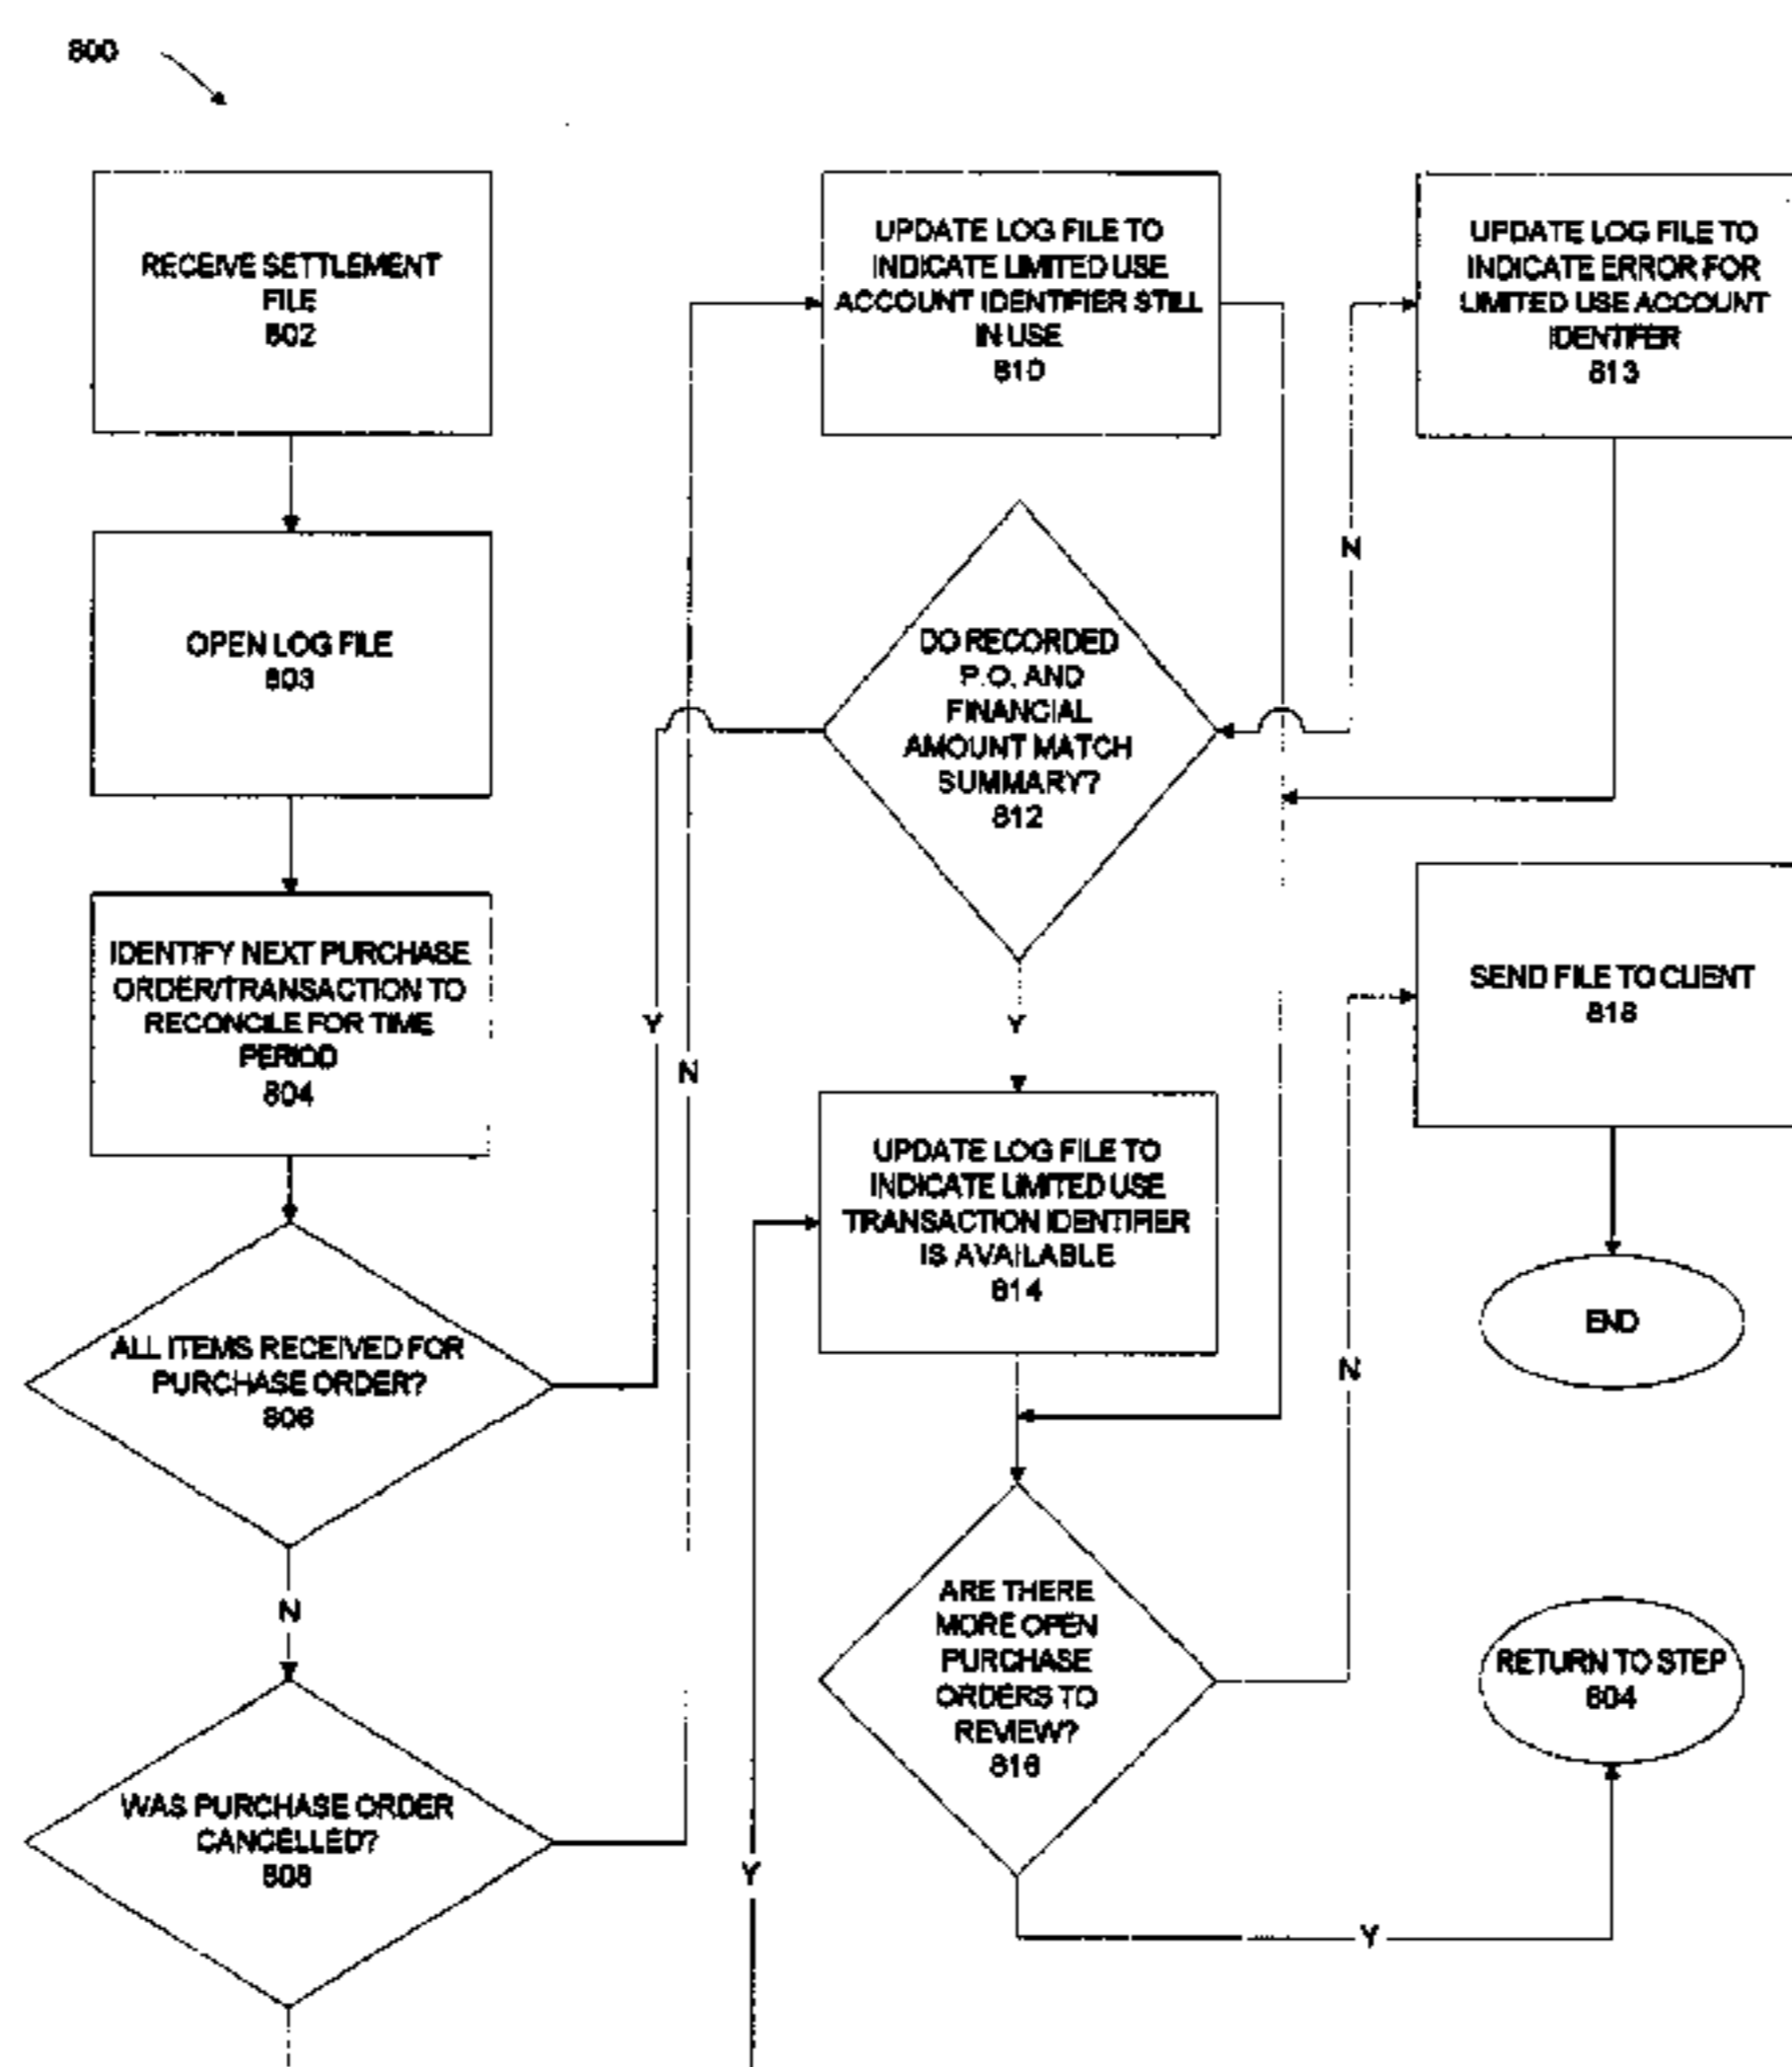 800
RECEIVE SETTLEMENT
FILE
802
OPEN LOG FILE
803
IDENTIFY NEXT PURCHASE
ORDER/TRANSACTION TO
RECONCILE FOR TIME
PERIOD
804
ALL ITEMS RECEIVED FOR
PURCHASE ORDER?
806
N
WAS PURCHASE ORDER
CANCELLED?
808
Y
N
Y
UPDATE LOG FILE TO
INDICATE LIMITED USE
ACCOUNT IDENTIFIER STILL
IN USE
810
DO RECORDED
P.O. AND
FINANCIAL
AMOUNT MATCH
SUMMARY?
812
Y
UPDATE LOG FILE TO
INDICATE LIMITED USE
TRANSACTION IDENTIFIER
IS AVAILABLE
814
ARE THERE
MORE OPEN
PURCHASE
ORDERS TO
REVIEW?
816
N
N
Y
UPDATE LOG FILE TO
INDICATE ERROR FOR
LIMITED USE ACCOUNT
IDENTIFER
813
SEND FILE TO CLIENT
818
END
RETURN TO STEP
804